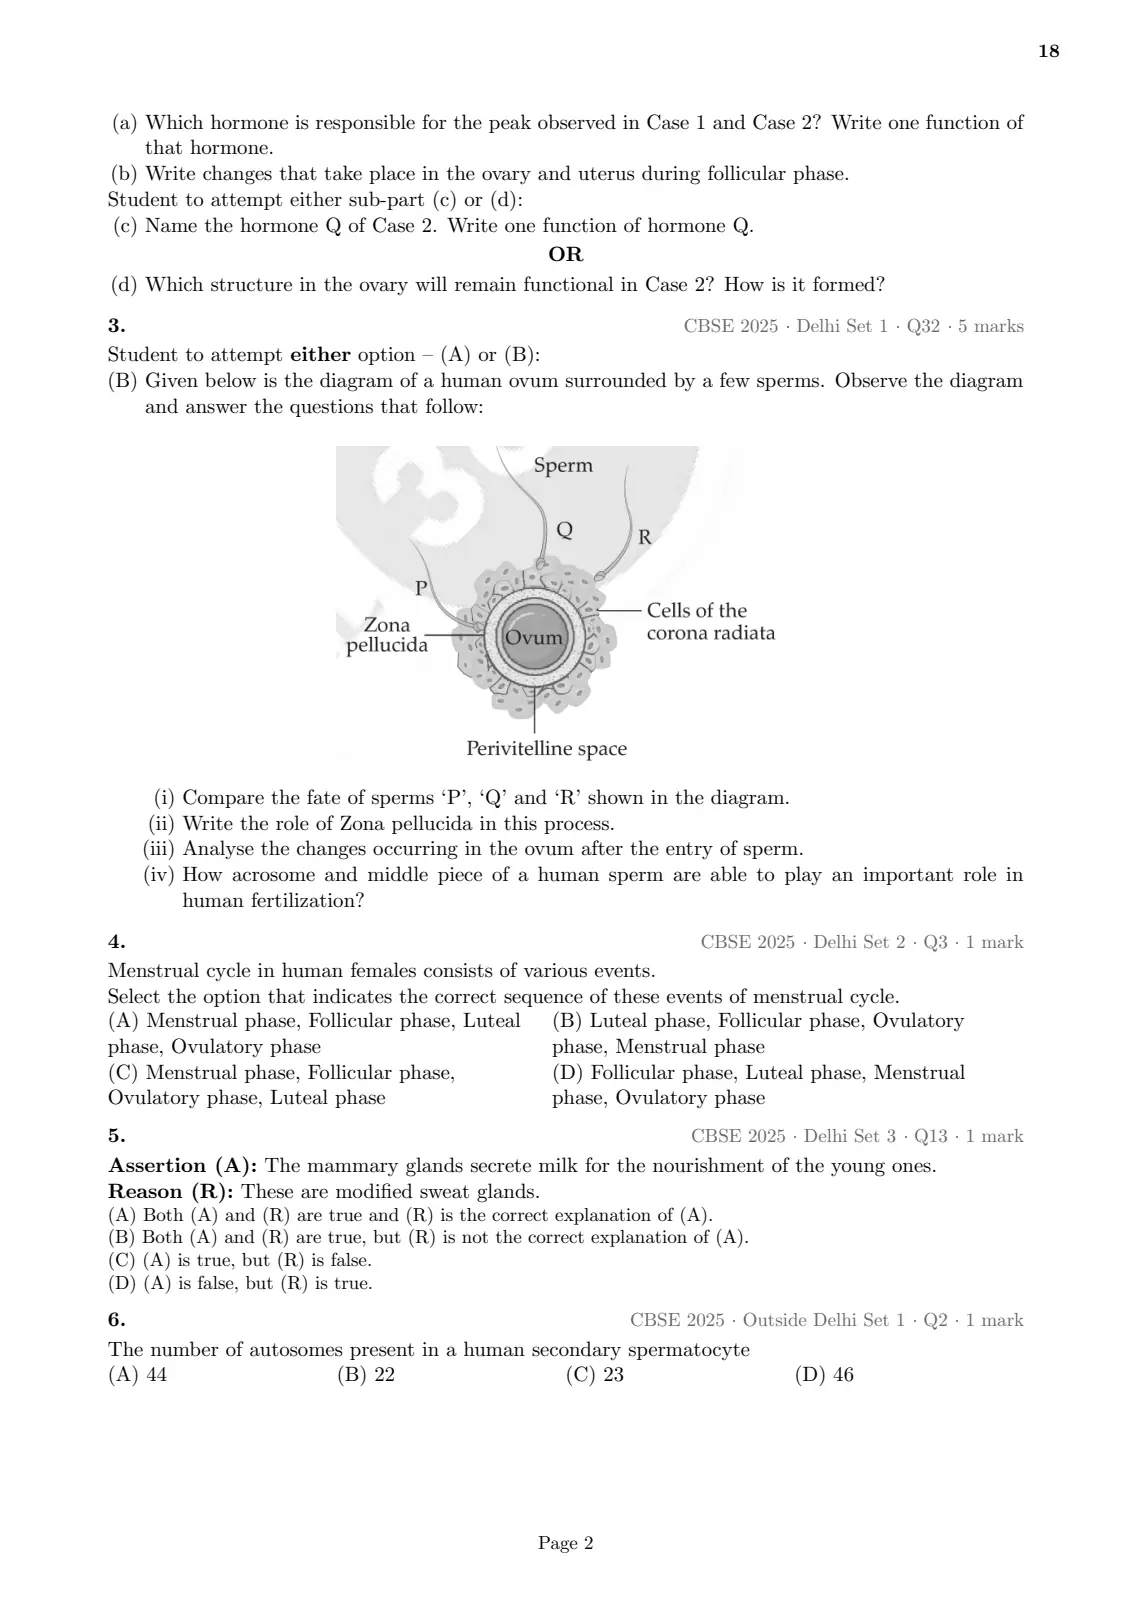 18
(a) Which hormone is responsible for the peak observed in Case 1 and Case 2? Write one function of
that hormone.
(b) Write changes that take place in the ovary and uterus during follicular phase.
Student to attempt either sub-part (c) or (d):
(c) Name the hormone Q of Case 2. Write one function of hormone Q.
OR
(d) Which structure in the ovary will remain functional in Case 2? How is it formed?
3. CBSE 2025 · Delhi Set 1 · Q32 · 5 marks
Student to attempt either option – (A) or (B):
(B) Given below is the diagram of a human ovum surrounded by a few sperms. Observe the diagram
and answer the questions that follow:
Sperm
Q
R
P
Cells of the
corona radiata
Zona
pellucida
Ovum
Perivitelline space
(i) Compare the fate of sperms ‘P’, ‘Q’ and ‘R’ shown in the diagram.
(ii) Write the role of Zona pellucida in this process.
(iii) Analyse the changes occurring in the ovum after the entry of sperm.
(iv) How acrosome and middle piece of a human sperm are able to play an important role in
human fertilization?
4. CBSE 2025 · Delhi Set 2 · Q3 · 1 mark
Menstrual cycle in human females consists of various events.
Select the option that indicates the correct sequence of these events of menstrual cycle.
(A) Menstrual phase, Follicular phase, Luteal
phase, Ovulatory phase
(B) Luteal phase, Follicular phase, Ovulatory
phase, Menstrual phase
(C) Menstrual phase, Follicular phase,
Ovulatory phase, Luteal phase
(D) Follicular phase, Luteal phase, Menstrual
phase, Ovulatory phase
5. CBSE 2025 · Delhi Set 3 · Q13 · 1 mark
Assertion (A): The mammary glands secrete milk for the nourishment of the young ones.
Reason (R): These are modified sweat glands.
(A) Both (A) and (R) are true and (R) is the correct explanation of (A).
(B) Both (A) and (R) are true, but (R) is not the correct explanation of (A).
(C) (A) is true, but (R) is false.
(D) (A) is false, but (R) is true.
6. CBSE 2025 · Outside Delhi Set 1 · Q2 · 1 mark
The number of autosomes present in a human secondary spermatocyte
(A) 44 (B) 22 (C) 23 (D) 46
Page 2